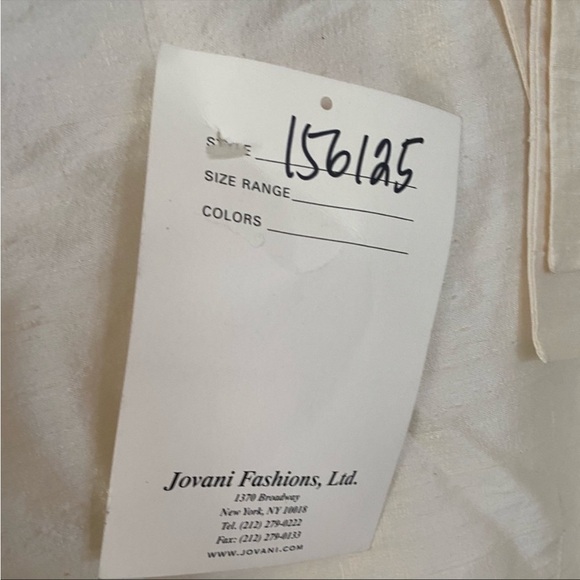 STYLE 156125
SIZE RANGE
COLORS
Jovani Fashions, Ltd.
1370 Broadway
New York, NY 10018
Tel. (212) 279-0222
Fax: (212) 279-0133
WWW.JOVANI.COM